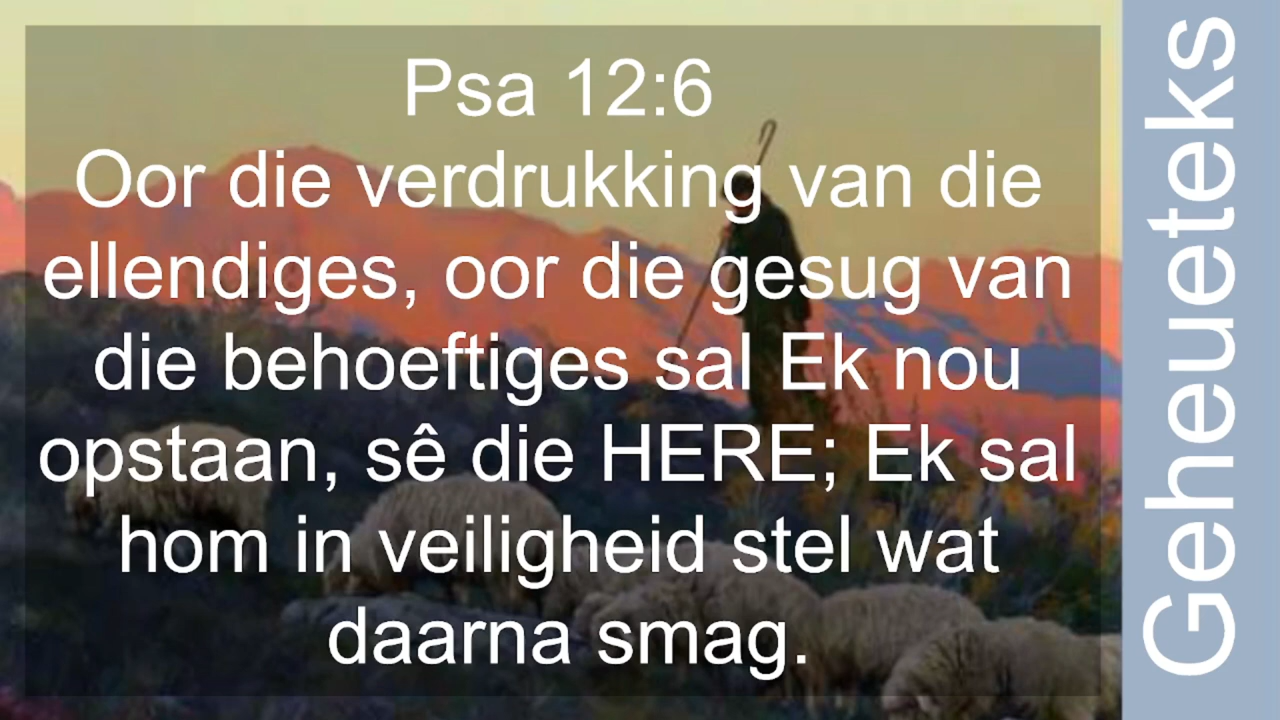 Psa 12:6
Oor die verdrukking van die
ellendiges, oor die gesug van
die behoeftiges sal Ek nou
opstaan, sê die HERE; Ek sal
hom in veiligheid stel wat
daarna smag.
Geheueteks